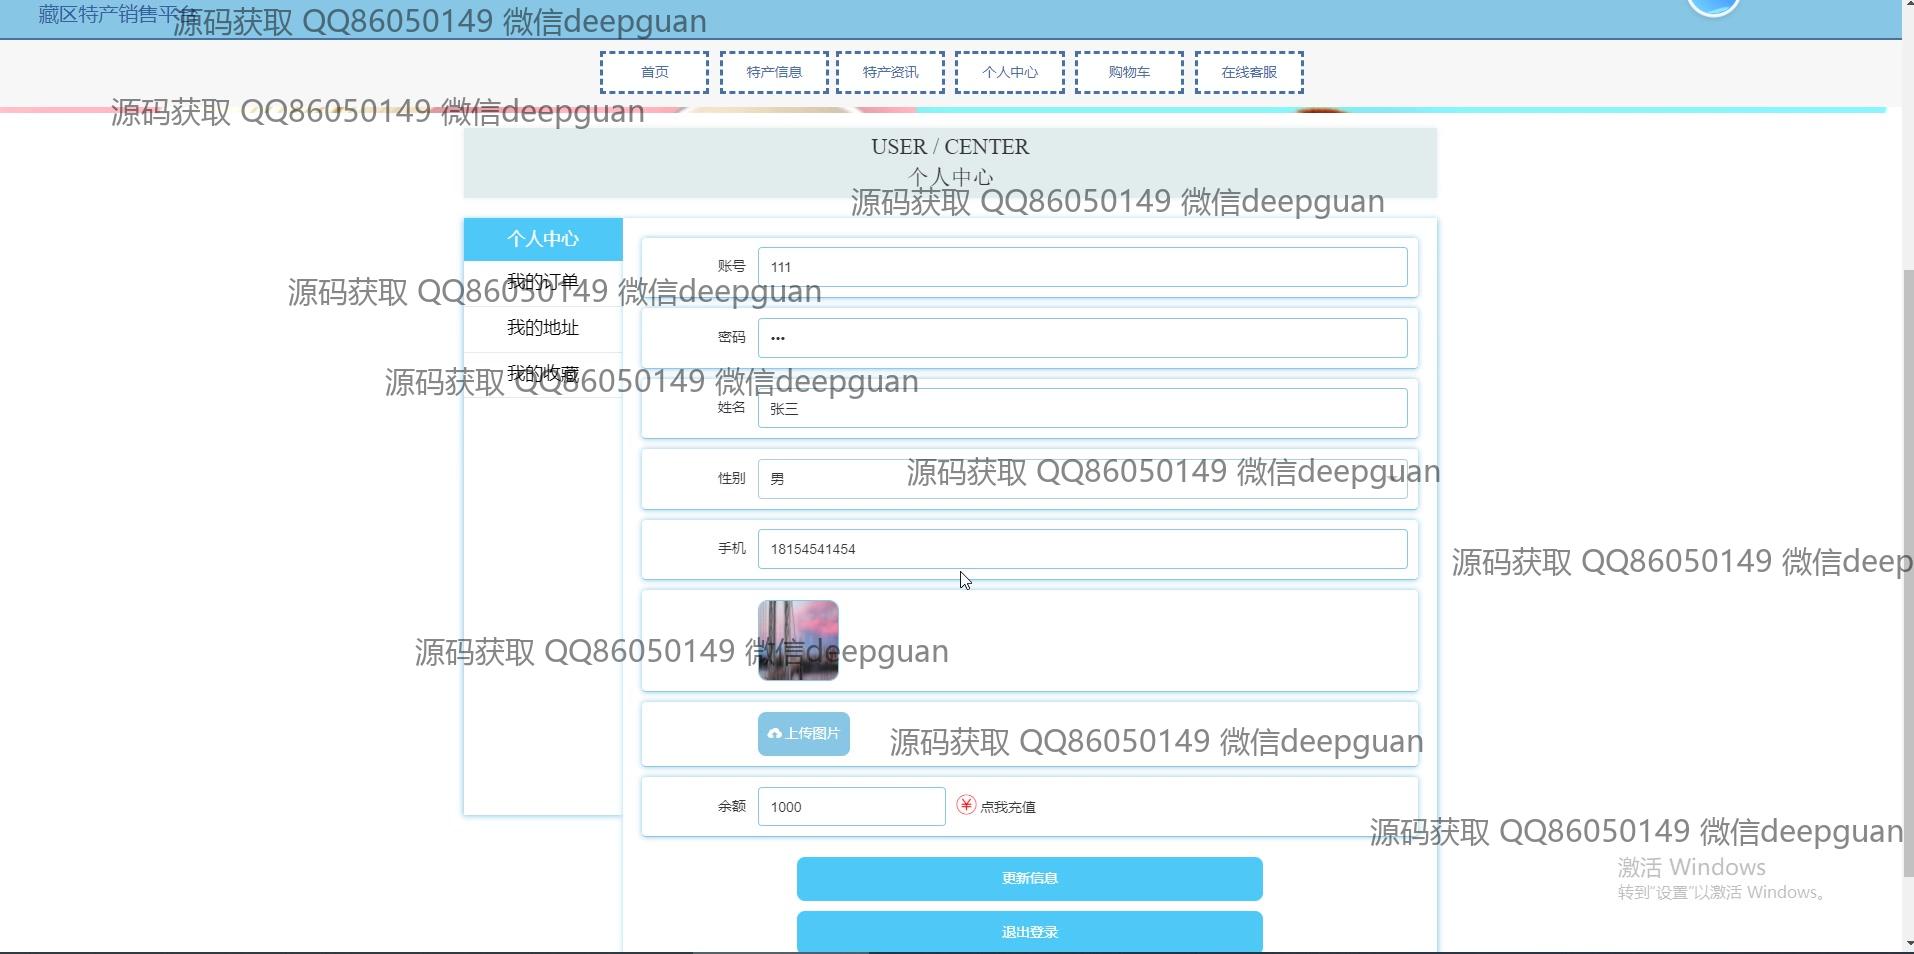 藏区特产销售平台
源码获取 QQ86050149 微信deepguan
首页 特产信息 特产资讯 个人中心 购物车 在线客服
源码获取 QQ86050149 微信deepguan
USER / CENTER
个人中心
源码获取 QQ86050149 微信deepguan
个人中心
账号 111
我的订单
源码获取 QQ86050149 微信deepguan
我的地址
密码 •••
我的收藏
源码获取 QQ86050149 微信deepguan
姓名 张三
性别 男
源码获取 QQ86050149 微信deepguan
手机 18154541454
源码获取 QQ86050149 微信deep
源码获取 QQ86050149 微信deepguan
上传图片
源码获取 QQ86050149 微信deepguan
余额 1000 点我充值
源码获取 QQ86050149 微信deepguan
更新信息
激活 Windows
转到"设置"以激活 Windows。
退出登录